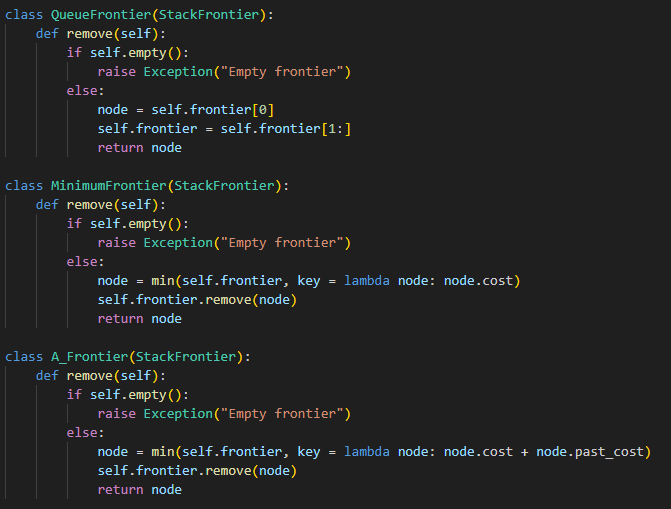 class QueueFrontier(StackFrontier):
    def remove(self):
        if self.empty():
            raise Exception("Empty frontier")
        else:
            node = self.frontier[0]
            self.frontier = self.frontier[1:]
            return node

class MinimumFrontier(StackFrontier):
    def remove(self):
        if self.empty():
            raise Exception("Empty frontier")
        else:
            node = min(self.frontier, key = lambda node: node.cost)
            self.frontier.remove(node)
            return node

class A_Frontier(StackFrontier):
    def remove(self):
        if self.empty():
            raise Exception("Empty frontier")
        else:
            node = min(self.frontier, key = lambda node: node.cost + node.past_cost)
            self.frontier.remove(node)
            return node